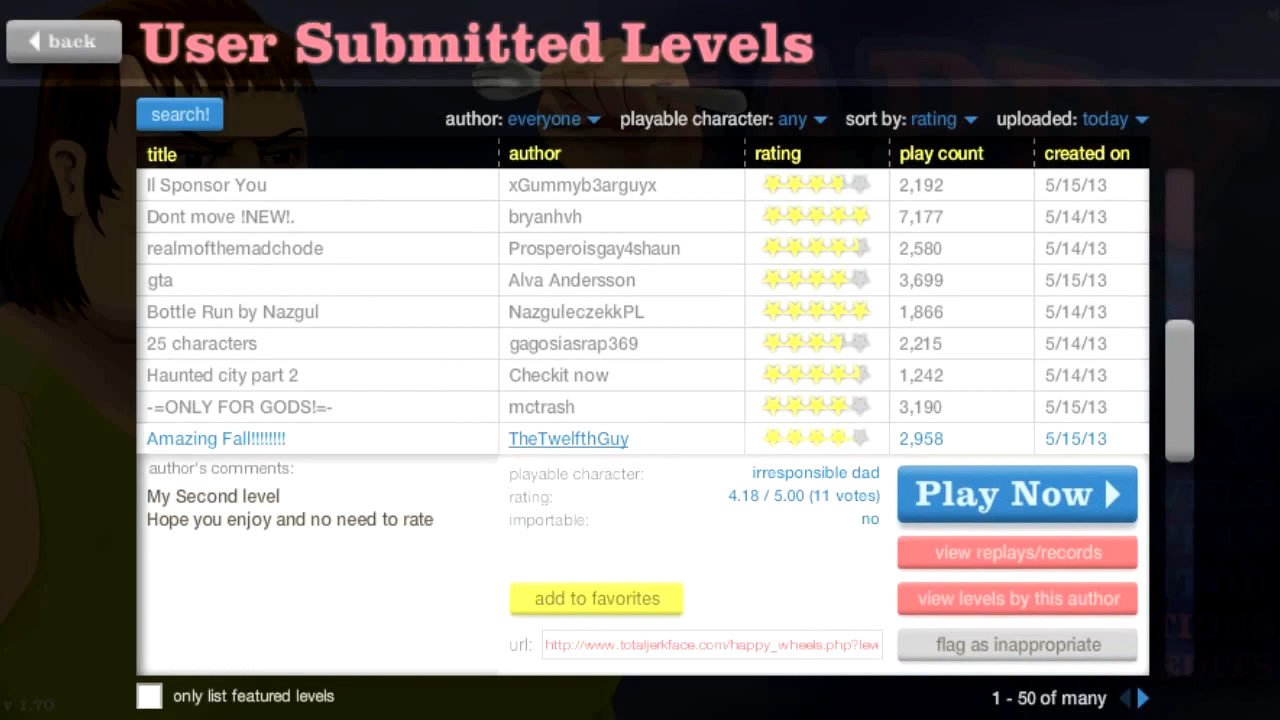 back
User Submitted Levels
search!
author: everyone playable character: any sort by: rating uploaded: today
title author rating play count created on
Il Sponsor You xGummyb3arguyx 2,192 5/15/13
Dont move !NEW!. bryanhvh 7,177 5/14/13
realmofthemadchode Prosperoisgay4shaun 2,580 5/14/13
gta Alva Andersson 3,699 5/15/13
Bottle Run by Nazgul NazguleczekkPL 1,866 5/14/13
25 characters gagosiasrap369 2,215 5/14/13
Haunted city part 2 Checkit now 1,242 5/14/13
-=ONLY FOR GODS!=- mctrash 3,190 5/15/13
Amazing Fall!!!!!!!! TheTwelfthGuy 2,958 5/15/13
author's comments:
My Second level
Hope you enjoy and no need to rate
playable character: irresponsible dad
rating: 4.18 / 5.00 (11 votes)
importable: no
add to favorites
url: http://www.totaljerkface.com/happy_wheels.php?leve
Play Now
view replays/records
view levels by this author
flag as inappropriate
only list featured levels
1 - 50 of many
v 1.70